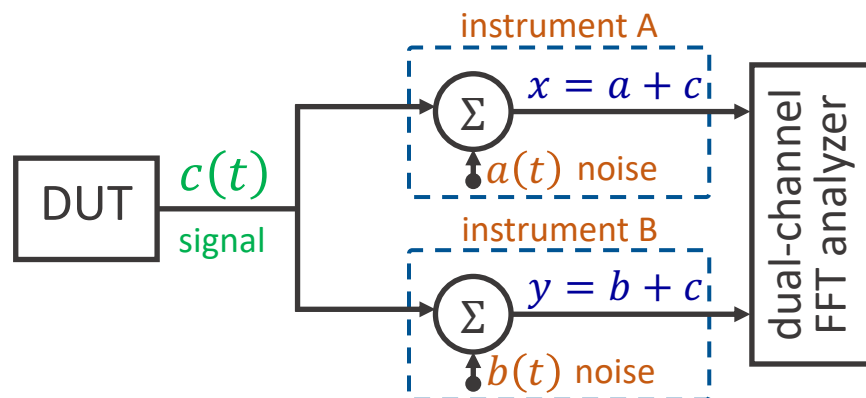 instrument A
x = a + c
Σ
a(t) noise
DUT
c(t)
signal
instrument B
y = b + c
Σ
b(t) noise
dual-channel
FFT analyzer